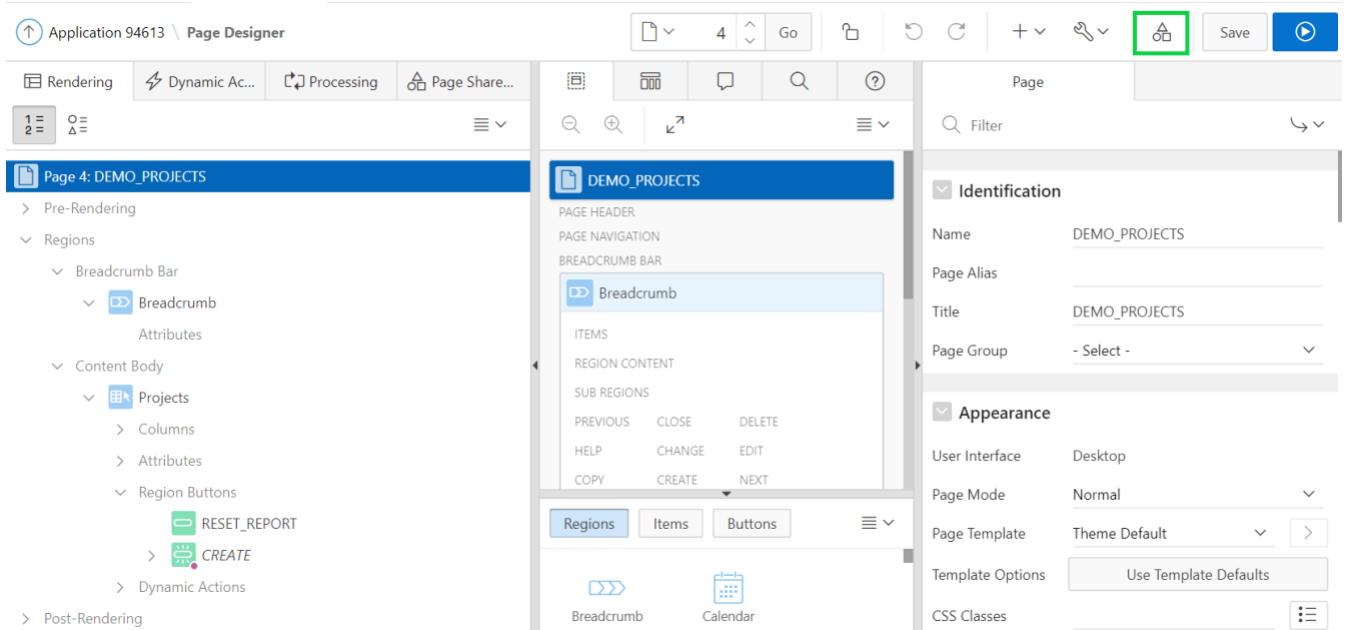 Application 94613 \ Page Designer
4
Go
Save
Rendering
Dynamic Ac...
Processing
Page Share...
Page
Filter
Page 4: DEMO_PROJECTS
Pre-Rendering
Regions
Breadcrumb Bar
Breadcrumb
Attributes
Content Body
Projects
Columns
Attributes
Region Buttons
RESET_REPORT
CREATE
Dynamic Actions
Post-Rendering
DEMO_PROJECTS
PAGE HEADER
PAGE NAVIGATION
BREADCRUMB BAR
Breadcrumb
ITEMS
REGION CONTENT
SUB REGIONS
PREVIOUS CLOSE DELETE
HELP CHANGE EDIT
COPY CREATE NEXT
Regions
Items
Buttons
Breadcrumb
Calendar
Identification
Name DEMO_PROJECTS
Page Alias
Title DEMO_PROJECTS
Page Group - Select -
Appearance
User Interface Desktop
Page Mode Normal
Page Template Theme Default
Template Options Use Template Defaults
CSS Classes